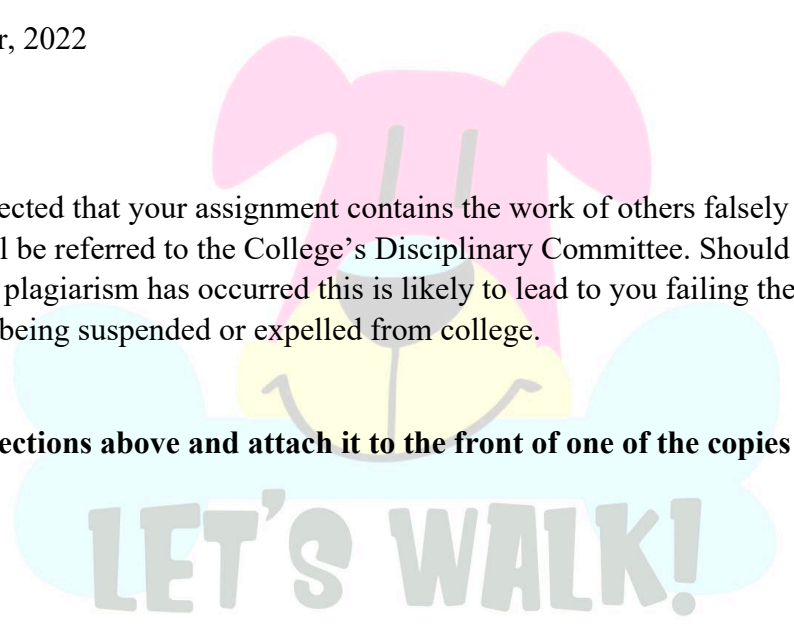 r, 2022
ected that your assignment contains the work of others falsely
l be referred to the College’s Disciplinary Committee. Should
plagiarism has occurred this is likely to lead to you failing the
being suspended or expelled from college.
ections above and attach it to the front of one of the copies
LET'S WALK!